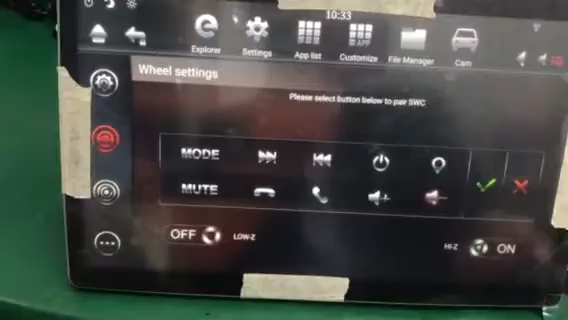 10:33
Explorer Settings App list Customize File Manager Cam
Wheel settings
Please select button below to pair SWC
MODE
MUTE
OFF LOW-Z HI-Z ON